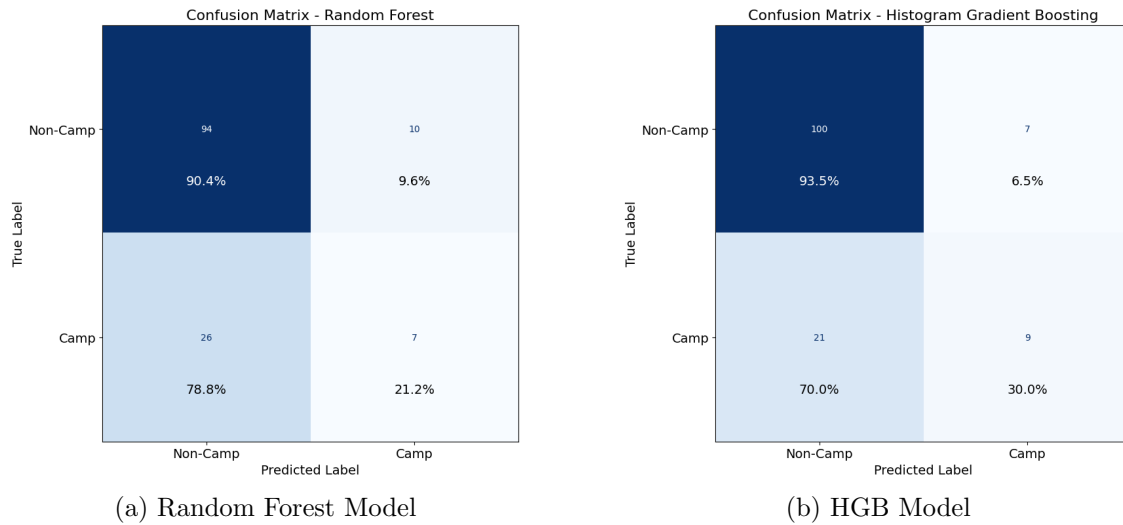 Confusion Matrix - Random Forest
Non-Camp
94
10
90.4%
9.6%
True Label
Camp
26
7
78.8%
21.2%
Non-Camp
Camp
Predicted Label
(a) Random Forest Model
Confusion Matrix - Histogram Gradient Boosting
Non-Camp
100
7
93.5%
6.5%
True Label
Camp
21
9
70.0%
30.0%
Non-Camp
Camp
Predicted Label
(b) HGB Model